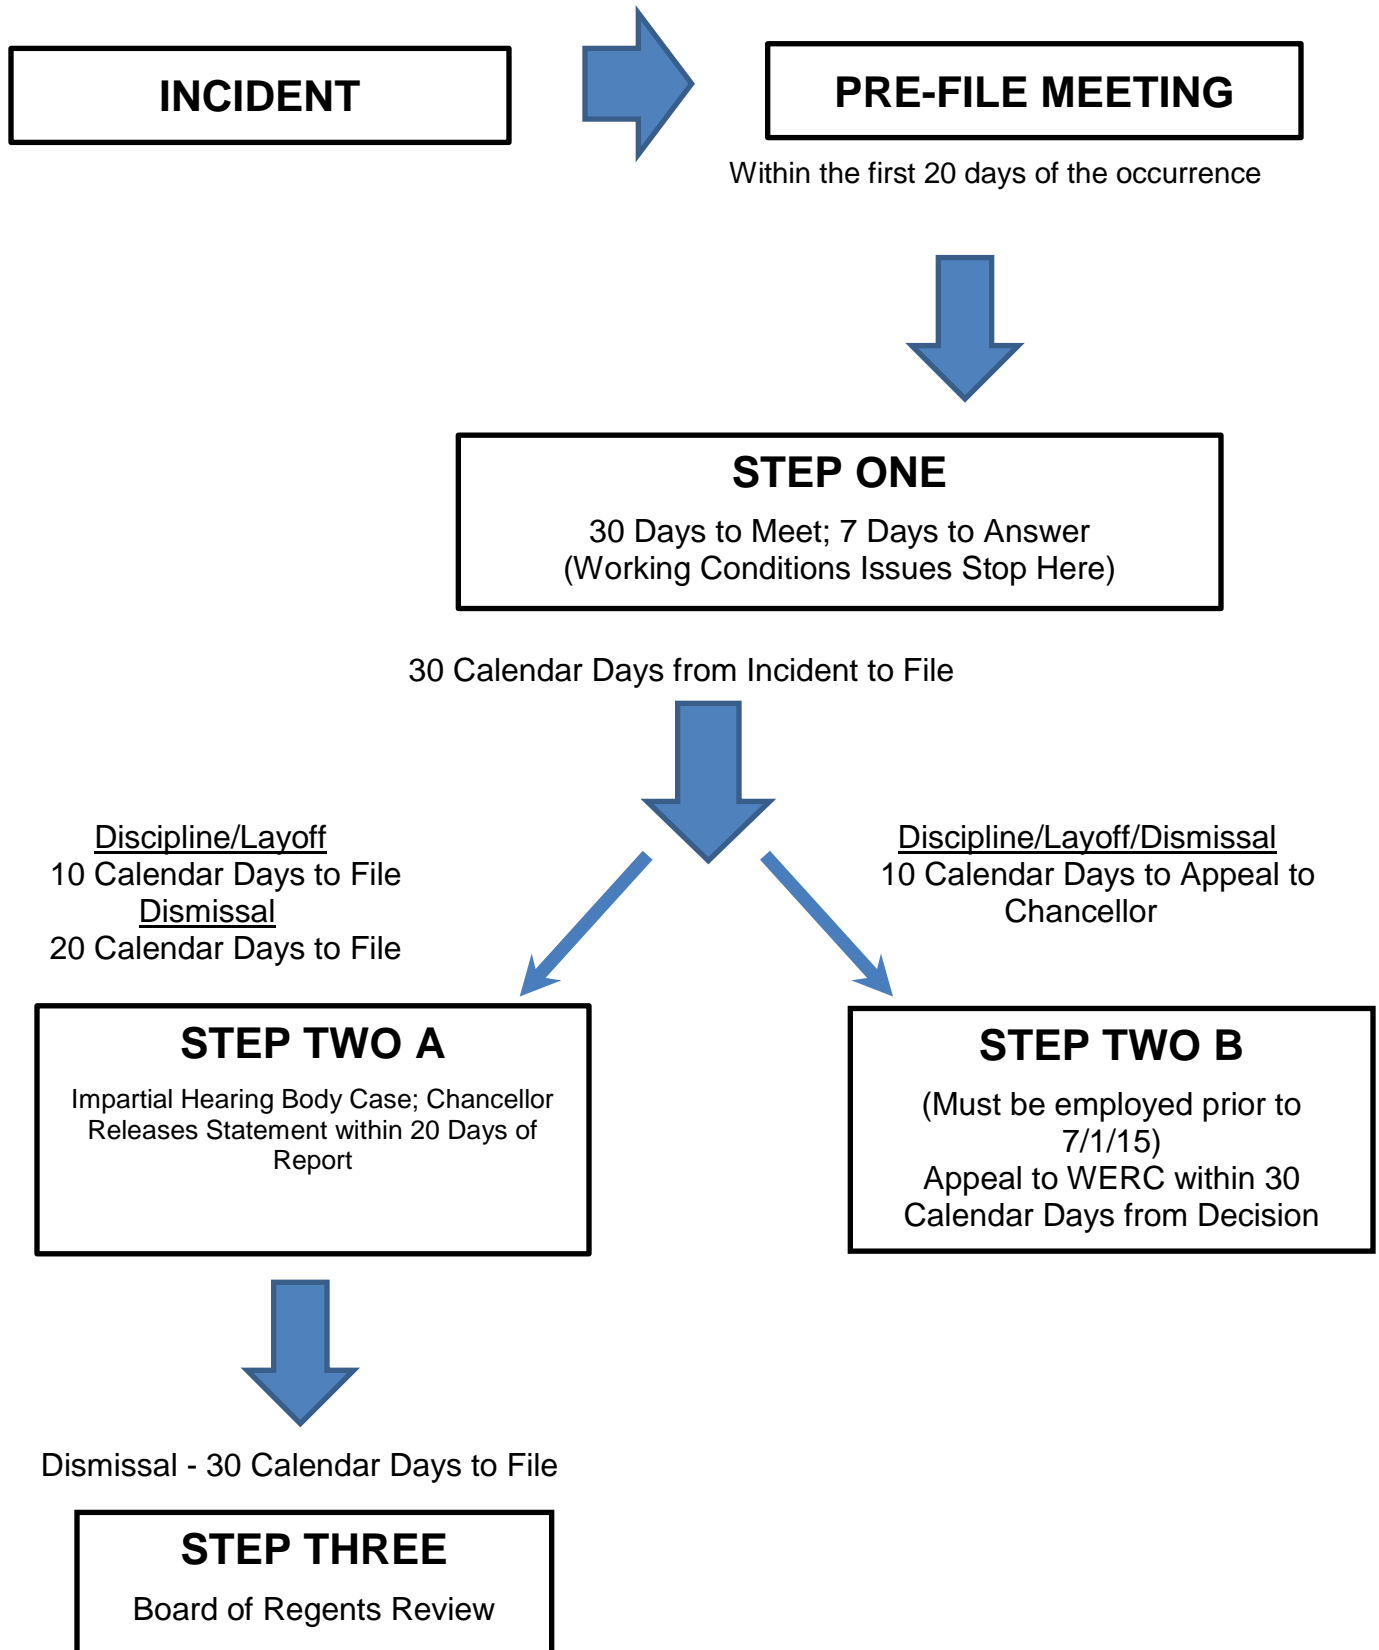 INCIDENT
PRE-FILE MEETING
Within the first 20 days of the occurrence
STEP ONE
30 Days to Meet; 7 Days to Answer
(Working Conditions Issues Stop Here)
30 Calendar Days from Incident to File
Discipline/Layoff
10 Calendar Days to File
Dismissal
20 Calendar Days to File
Discipline/Layoff/Dismissal
10 Calendar Days to Appeal to
Chancellor
STEP TWO A
Impartial Hearing Body Case; Chancellor
Releases Statement within 20 Days of
Report
STEP TWO B
(Must be employed prior to
7/1/15)
Appeal to WERC within 30
Calendar Days from Decision
Dismissal - 30 Calendar Days to File
STEP THREE
Board of Regents Review